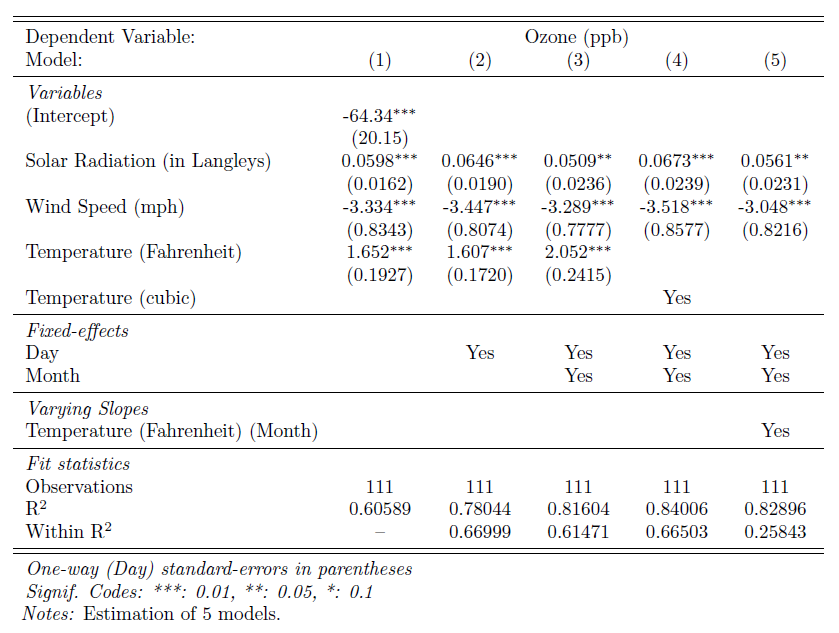 Dependent Variable: Ozone (ppb)
Model: (1) (2) (3) (4) (5)
Variables
(Intercept) -64.34***
(20.15)
Solar Radiation (in Langleys) 0.0598*** 0.0646*** 0.0509** 0.0673*** 0.0561**
(0.0162) (0.0190) (0.0236) (0.0239) (0.0231)
Wind Speed (mph) -3.334*** -3.447*** -3.289*** -3.518*** -3.048***
(0.8343) (0.8074) (0.7777) (0.8577) (0.8216)
Temperature (Fahrenheit) 1.652*** 1.607*** 2.052***
(0.1927) (0.1720) (0.2415)
Temperature (cubic) Yes
Fixed-effects
Day Yes Yes Yes Yes
Month Yes Yes Yes
Varying Slopes
Temperature (Fahrenheit) (Month) Yes
Fit statistics
Observations 111 111 111 111 111
R² 0.60589 0.78044 0.81604 0.84006 0.82896
Within R² – 0.66999 0.61471 0.66503 0.25843
One-way (Day) standard-errors in parentheses
Signif. Codes: ***: 0.01, **: 0.05, *: 0.1
Notes: Estimation of 5 models.